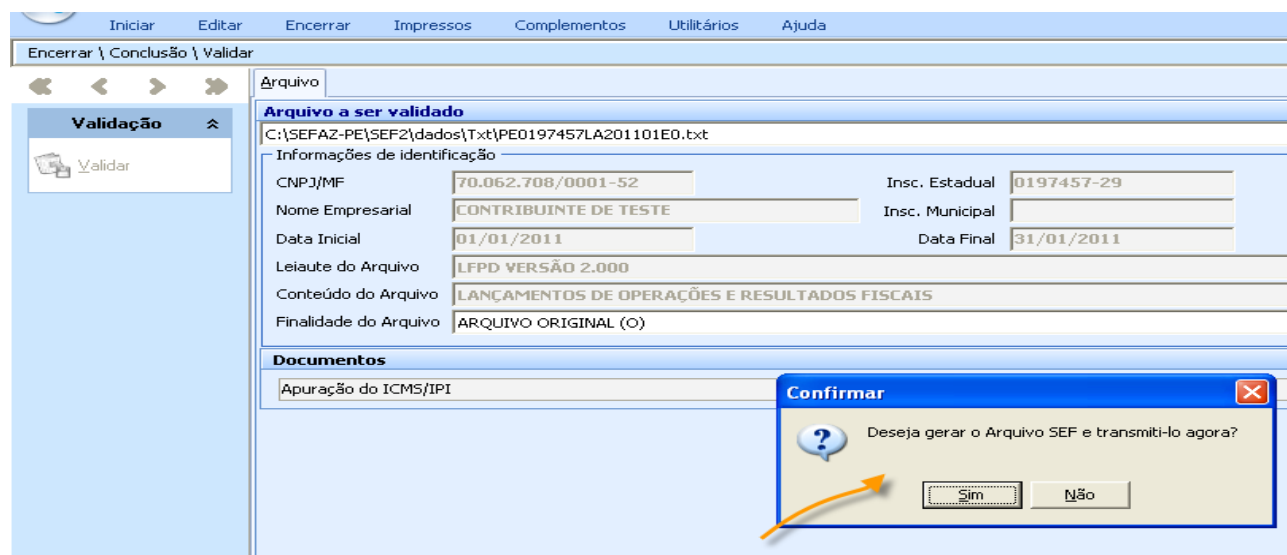 Iniciar Editar Encerrar Impressos Complementos Utilitários Ajuda
Encerrar \ Conclusão \ Validar
Arquivo
Validação
Validar
Arquivo a ser validado
C:\SEFAZ-PE\SEF2\dados\Txt\PE0197457LA201101E0.txt
Informações de identificação
CNPJ/MF 70.062.708/0001-52 Insc. Estadual 0197457-29
Nome Empresarial CONTRIBUINTE DE TESTE Insc. Municipal
Data Inicial 01/01/2011 Data Final 31/01/2011
Leiaute do Arquivo LFPD VERSÃO 2.000
Conteúdo do Arquivo LANÇAMENTOS DE OPERAÇÕES E RESULTADOS FISCAIS
Finalidade do Arquivo ARQUIVO ORIGINAL (O)
Documentos
Apuração do ICMS/IPI
Confirmar
Deseja gerar o Arquivo SEF e transmiti-lo agora?
Sim Não